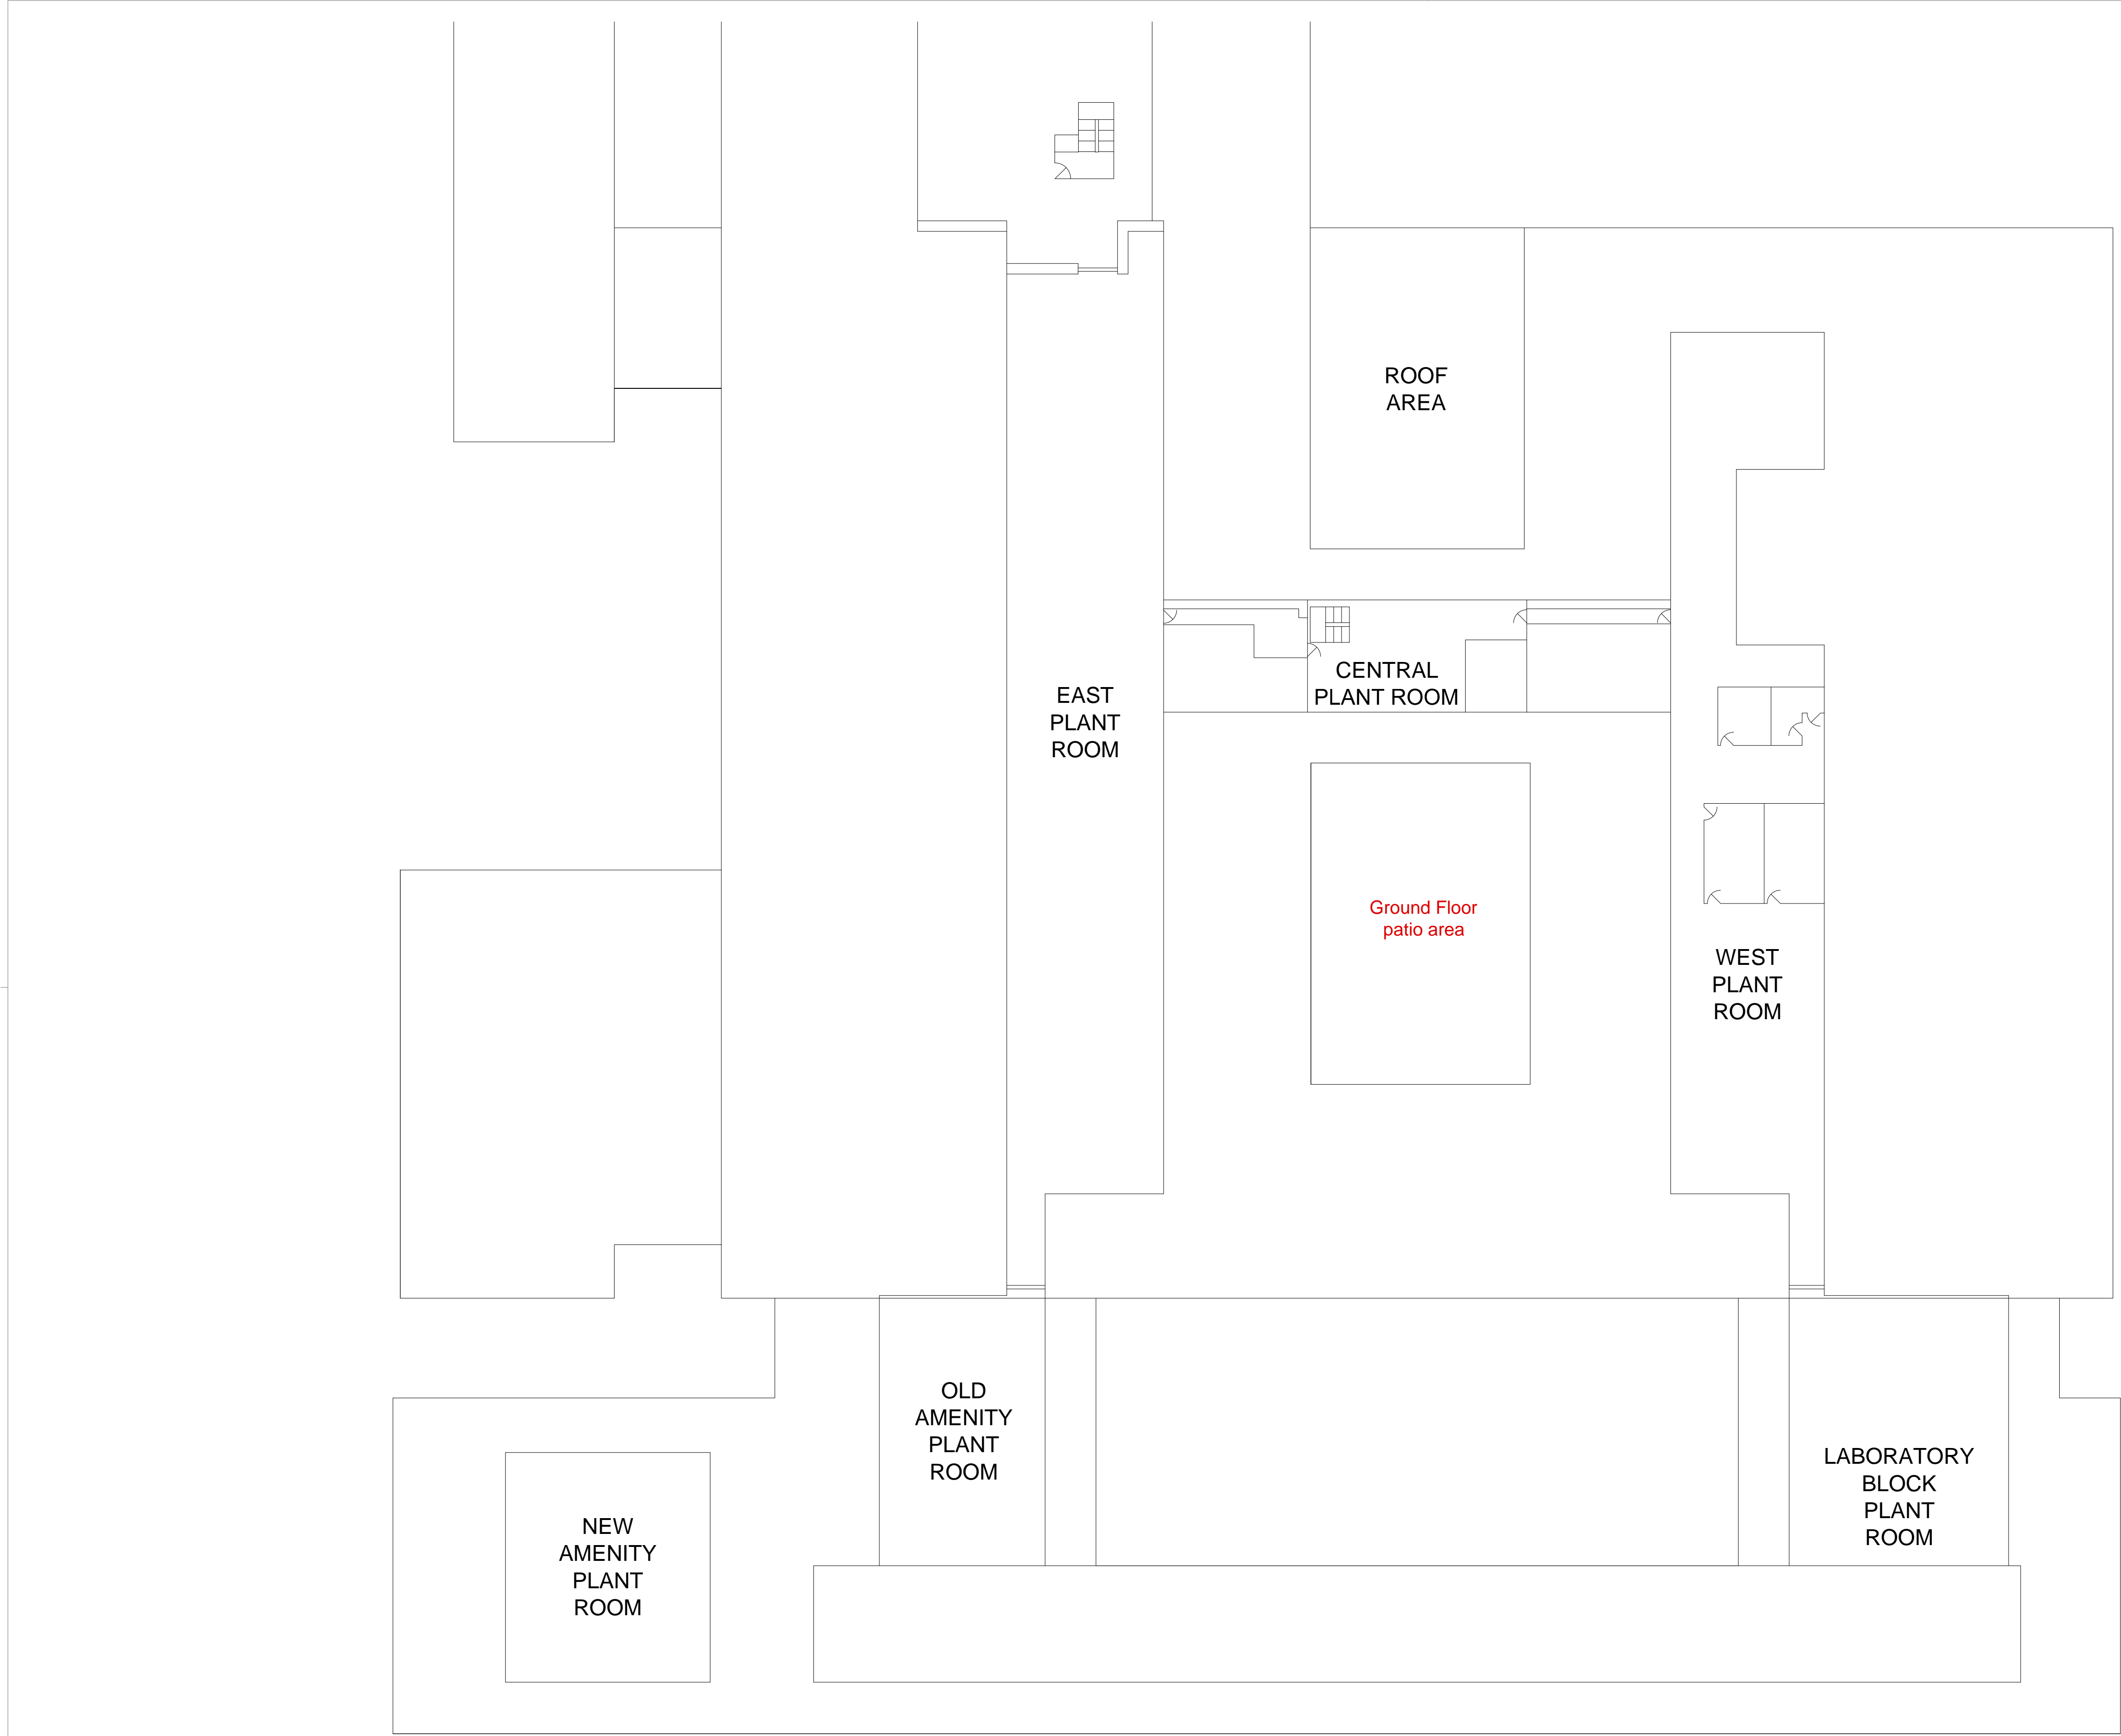 ROOF
AREA
CENTRAL
PLANT ROOM
EAST
PLANT
ROOM
Ground Floor
patio area
WEST
PLANT
ROOM
OLD
AMENITY
PLANT
ROOM
LABORATORY
BLOCK
PLANT
ROOM
NEW
AMENITY
PLANT
ROOM